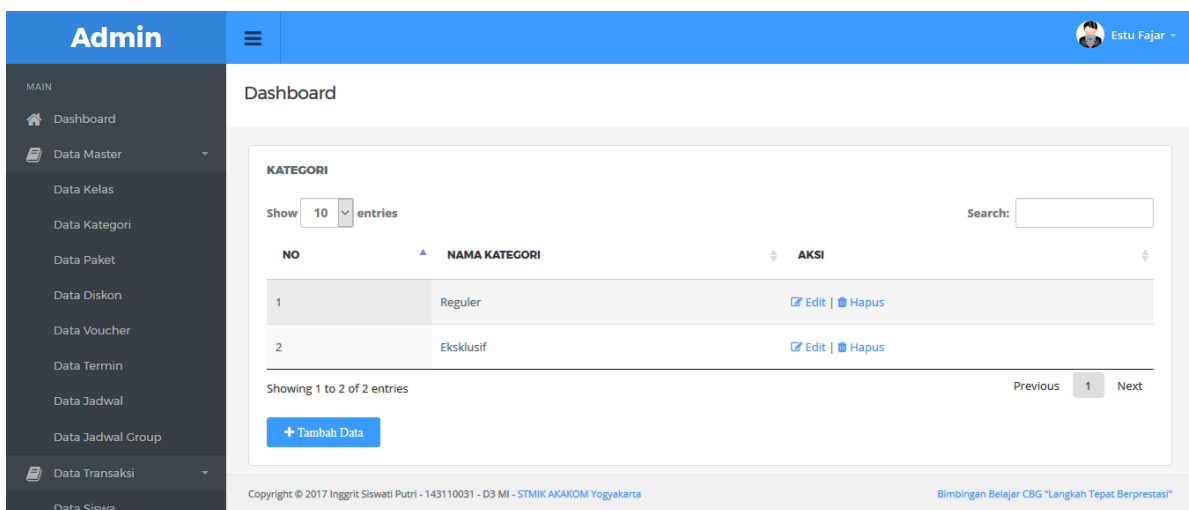 Admin
Estu Fajar
MAIN
Dashboard
Data Master
Data Kelas
Data Kategori
Data Paket
Data Diskon
Data Voucher
Data Termin
Data Jadwal
Data Jadwal Group
Data Transaksi
Data Siswa
Dashboard
KATEGORI
Show 10 entries
Search:
NO NAMA KATEGORI AKSI
1 Reguler Edit | Hapus
2 Eksklusif Edit | Hapus
Showing 1 to 2 of 2 entries
Previous 1 Next
+ Tambah Data
Copyright © 2017 Inggrit Siswati Putri - 143110031 - D3 MI - STMIK AKAKOM Yogyakarta
Bimbingan Belajar CBG "Langkah Tepat Berprestasi"